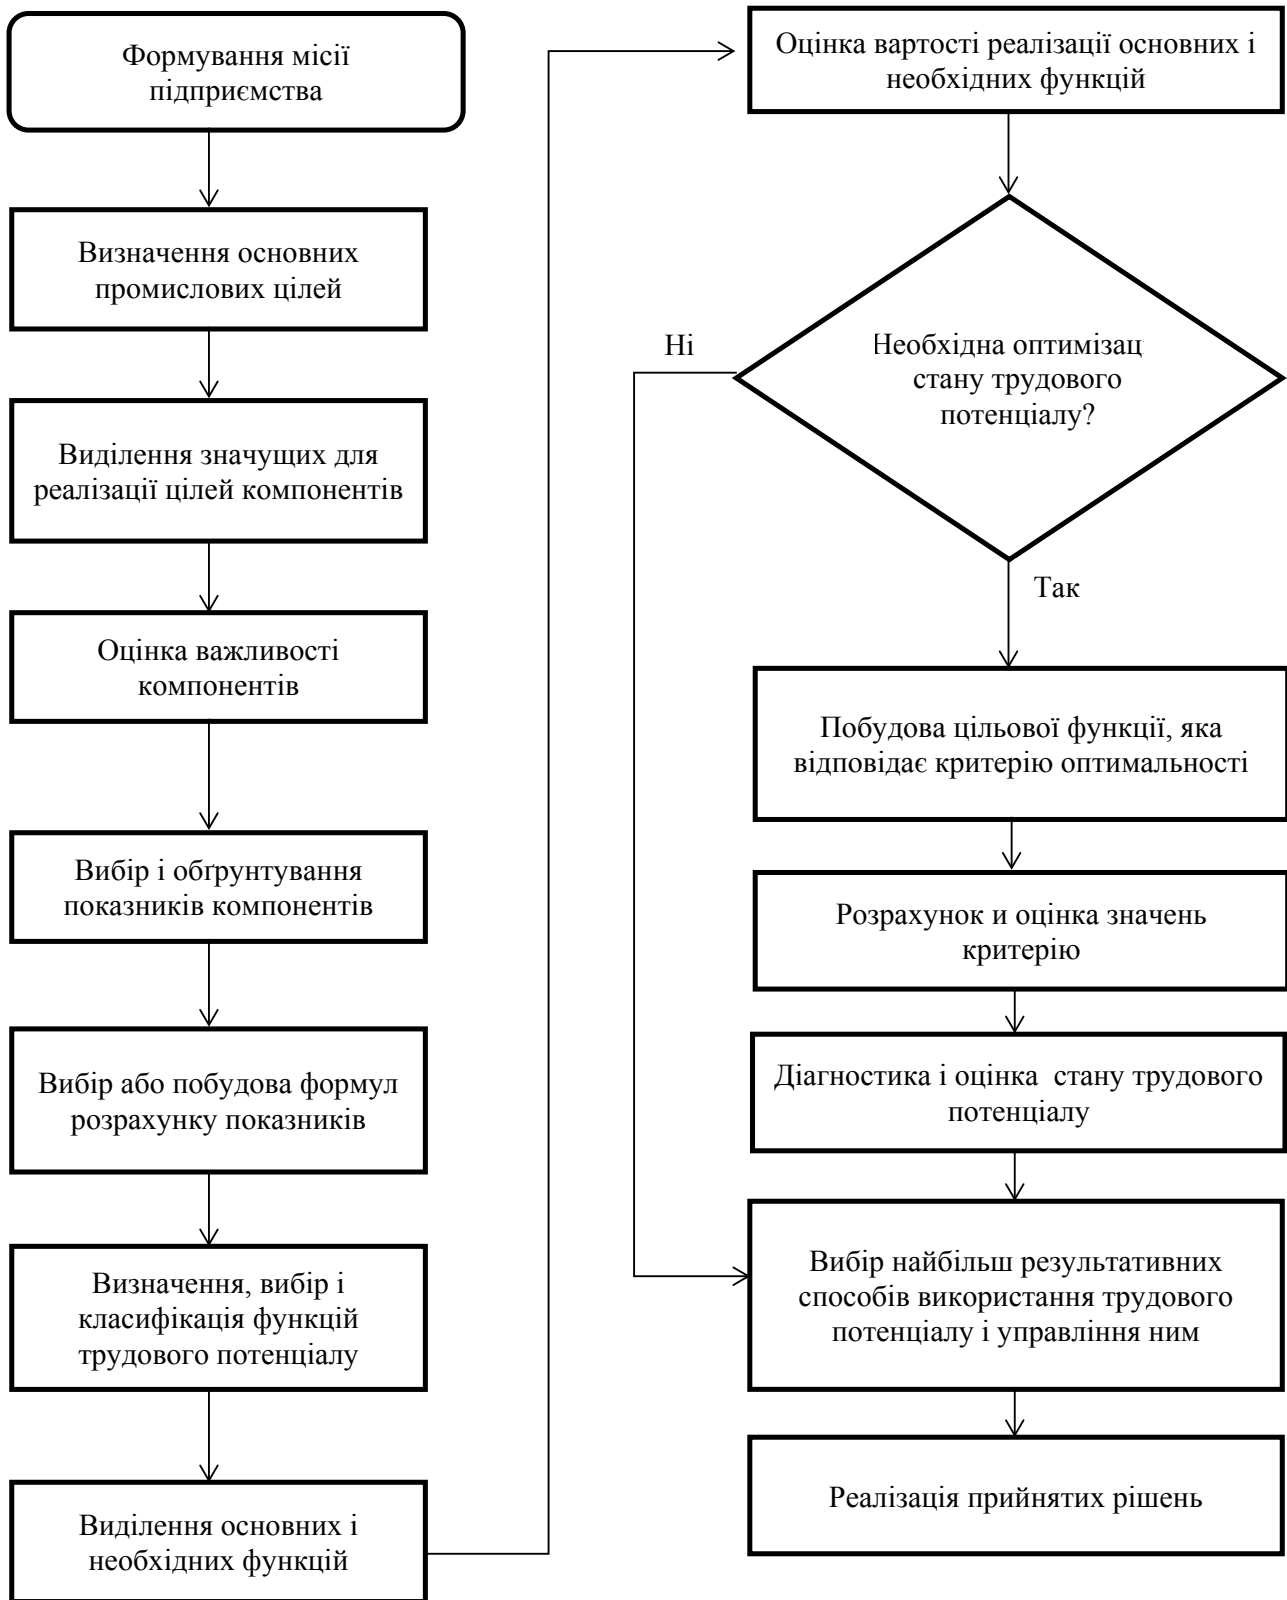 Формування місії
підприємства
Визначення основних
промислових цілей
Виділення значущих для
реалізації цілей компонентів
Оцінка важливості
компонентів
Вибір і обґрунтування
показників компонентів
Вибір або побудова формул
розрахунку показників
Визначення, вибір і
класифікація функцій
трудового потенціалу
Виділення основних і
необхідних функцій
Оцінка вартості реалізації основних і
необхідних функцій
Ні
Необхідна оптимізац
стану трудового
потенціалу?
Так
Побудова цільової функції, яка
відповідає критерію оптимальності
Розрахунок и оцінка значень
критерію
Діагностика і оцінка стану трудового
потенціалу
Вибір найбільш результативних
способів використання трудового
потенціалу і управління ним
Реалізація прийнятих рішень